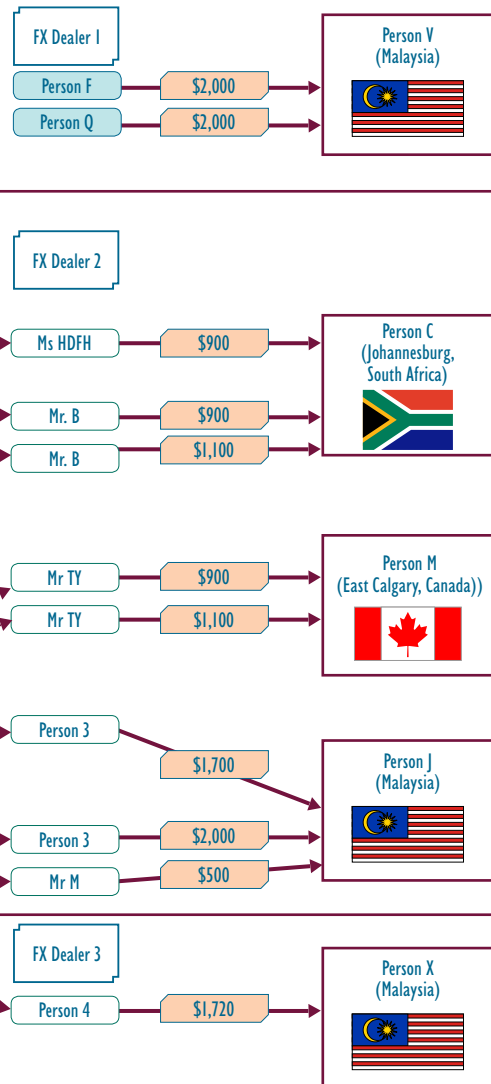 FX Dealer 1
Person F
$2,000
Person V
(Malaysia)
Person Q
$2,000
FX Dealer 2
Ms HDFH
$900
Person C
(Johannesburg,
South Africa)
Mr. B
$900
Mr. B
$1,100
Mr TY
$900
Person M
(East Calgary, Canada))
Mr TY
$1,100
Person 3
$1,700
Person J
(Malaysia)
Person 3
$2,000
Mr M
$500
FX Dealer 3
Person 4
$1,720
Person X
(Malaysia)